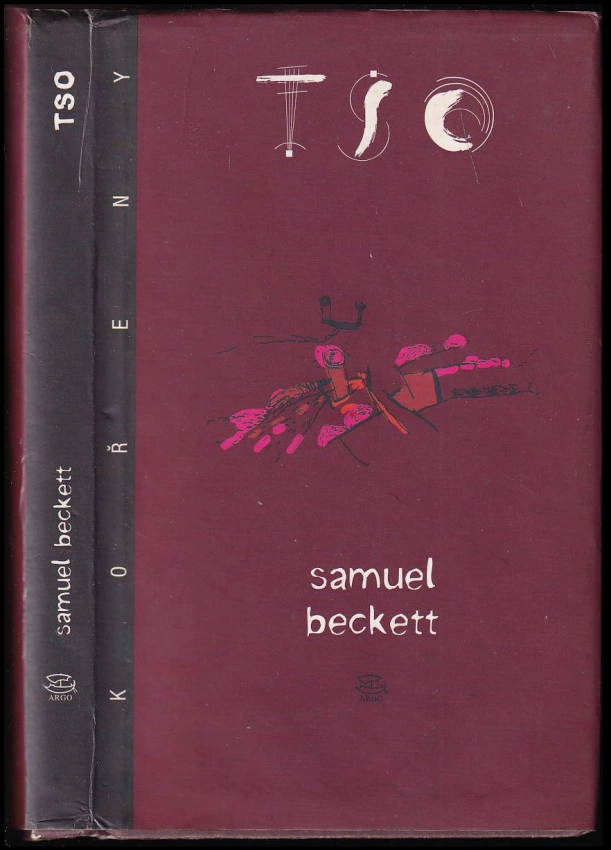 TSO
samuel beckett
ARGO
KOŘENY
TSO
samuel
beckett
ARGO